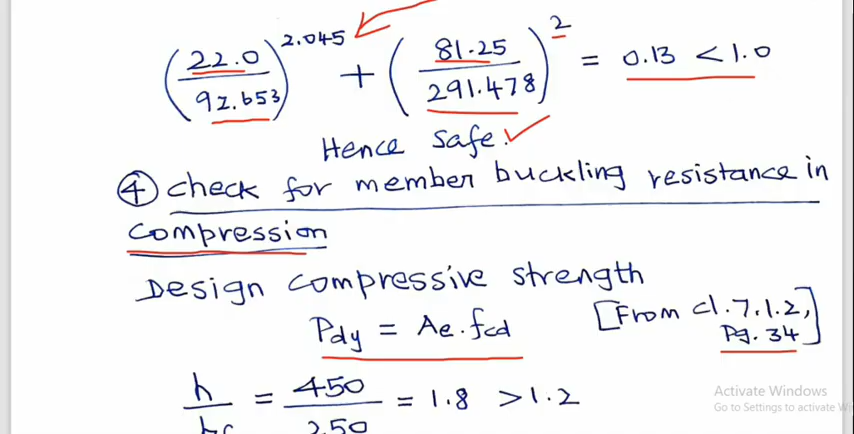 (22.0/92.653)^2.045 + (81.25/291.478)^2 = 0.13 < 1.0
Hence safe.
④ check for member buckling resistance in
compression
Design compressive strength
Pdy = Ae.fcd [From cl.7.1.2,
Pg. 34]
h/bf = 450/250 = 1.8 > 1.2
Activate Windows
Go to Settings to activate W